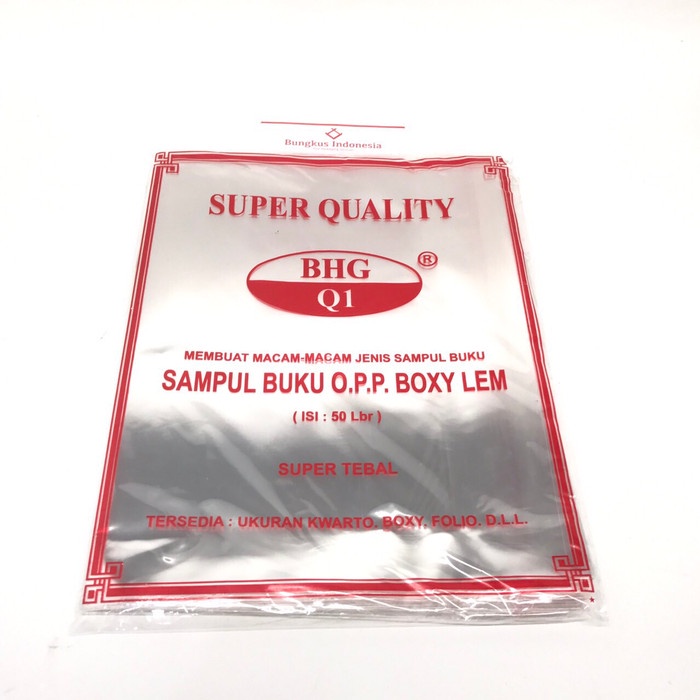 Bungkus Indonesia
SUPER QUALITY
BHG ®
Q1
MEMBUAT MACAM-MACAM JENIS SAMPUL BUKU
SAMPUL BUKU O.P.P. BOXY LEM
( ISI : 50 Lbr )
SUPER TEBAL
TERSEDIA : UKURAN KWARTO. BOXY. FOLIO. D.L.L.